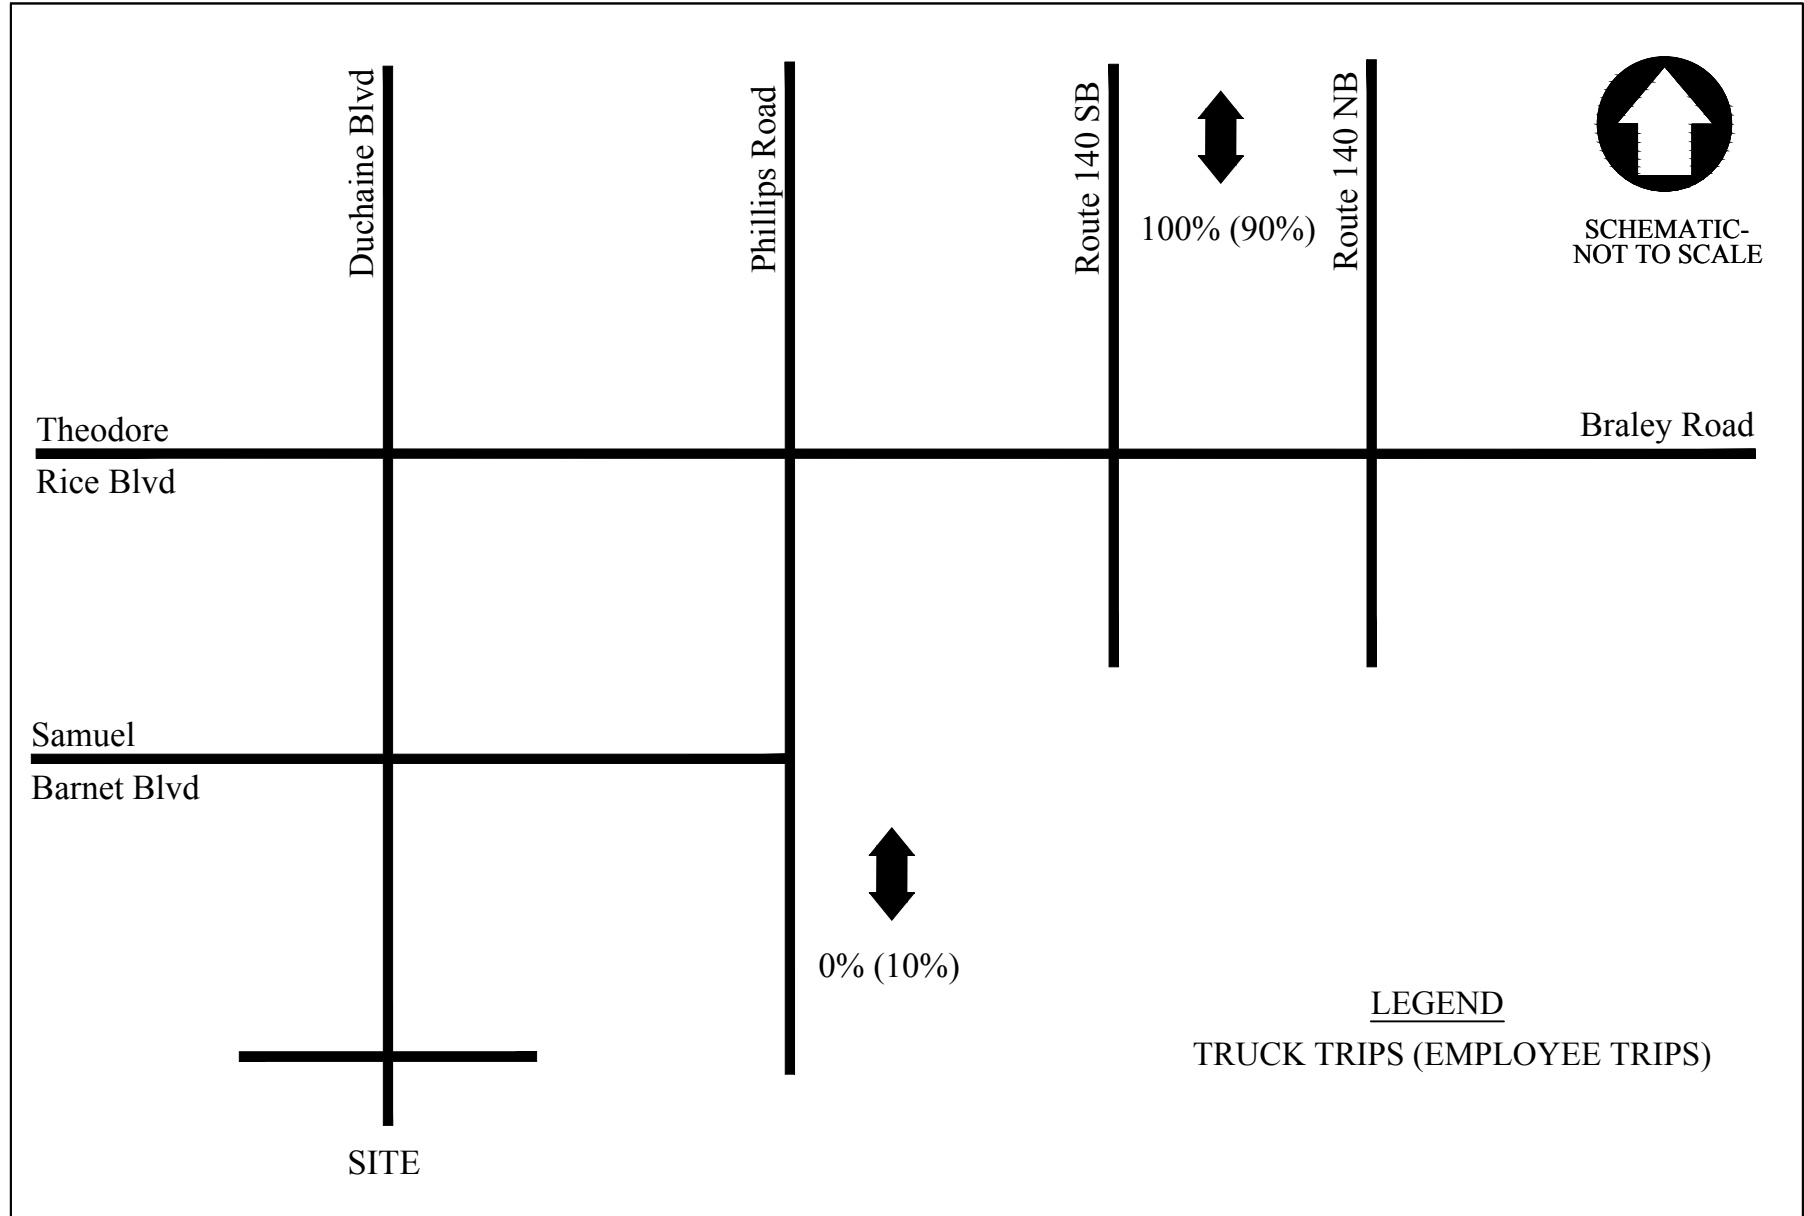 Duchaine Blvd
Phillips Road
Route 140 SB
100% (90%)
Route 140 NB
SCHEMATIC-
NOT TO SCALE
Theodore
Rice Blvd
Braley Road
Samuel
Barnet Blvd
0% (10%)
LEGEND
TRUCK TRIPS (EMPLOYEE TRIPS)
SITE